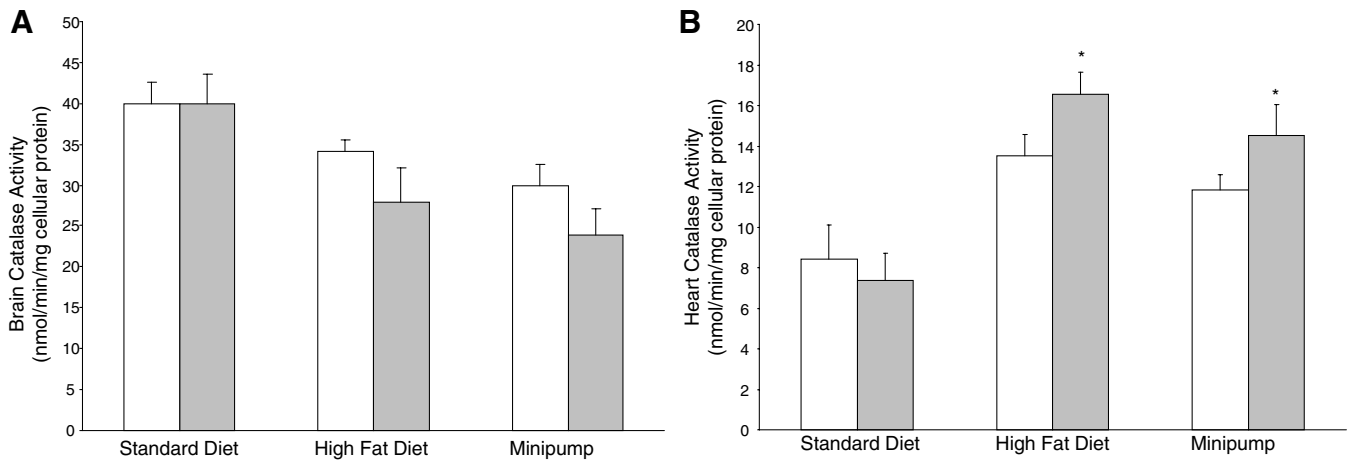 A
Brain Catalase Activity
(nmol/min/mg cellular protein)
50
45
40
35
30
25
20
15
10
5
0
Standard Diet
High Fat Diet
Minipump
B
Heart Catalase Activity
(nmol/min/mg cellular protein)
20
18
16
14
12
10
8
6
4
2
0
*
*
Standard Diet
High Fat Diet
Minipump